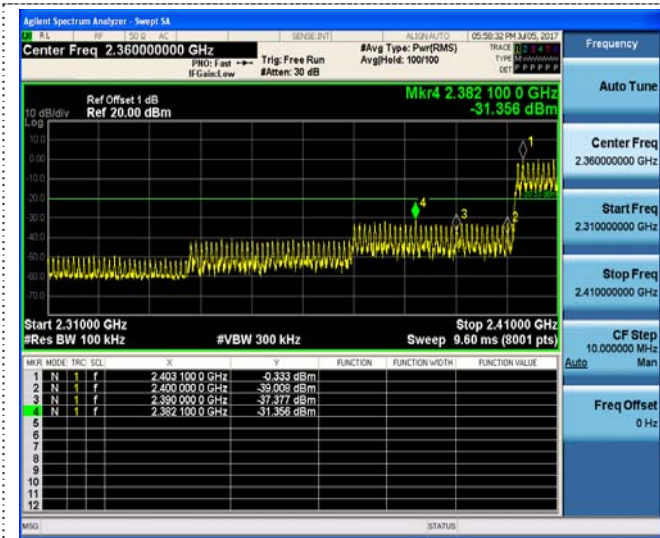 Agilent Spectrum Analyzer - Swept SA
RL RF 50 Ω AC SENSE:INT ALIGN AUTO 05:58:32 PM Jul 05, 2017
Center Freq 2.360000000 GHz #Avg Type: Pwr(RMS) TRACE 1 2 3 4 5 6
PNO: Fast Trig: Free Run Avg|Hold: 100/100 TYPE
IFGain:Low #Atten: 30 dB DET P P P P P P
Frequency
Auto Tune
Mkr4 2.382 100 0 GHz
Ref Offset 1 dB
10 dB/div Ref 20.00 dBm -31.356 dBm
Log
10.0
0.00
-10.0
-20.0
-30.0
-40.0
-50.0
-60.0
-70.0
1
4
3
2
Start 2.31000 GHz Stop 2.41000 GHz
#Res BW 100 kHz #VBW 300 kHz Sweep 9.60 ms (8001 pts)
MKR MODE TRC SCL X Y FUNCTION FUNCTION WIDTH FUNCTION VALUE
1 N 1 f 2.403 100 0 GHz -0.333 dBm
2 N 1 f 2.400 000 0 GHz -39.008 dBm
3 N 1 f 2.390 000 0 GHz -37.377 dBm
4 N 1 f 2.382 100 0 GHz -31.356 dBm
5
6
7
8
9
10
11
12
MSG STATUS
Center Freq
2.360000000 GHz
Start Freq
2.310000000 GHz
Stop Freq
2.410000000 GHz
CF Step
10.000000 MHz
Auto Man
Freq Offset
0 Hz